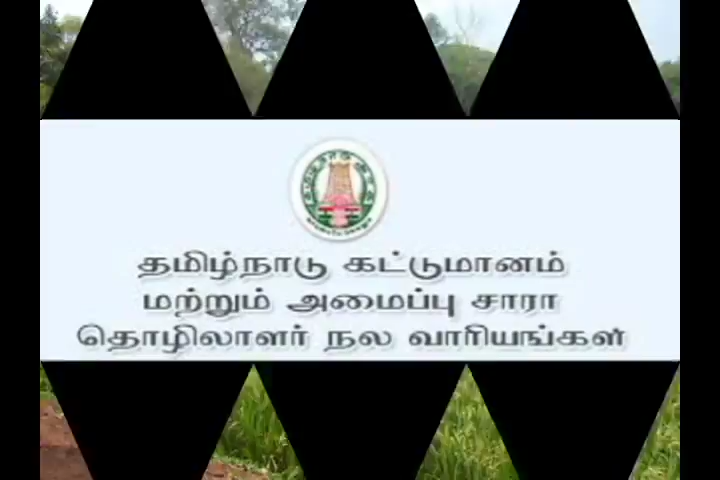 தமிழ்நாடு கட்டுமானம்
மற்றும் அமைப்பு சாரா
தொழிலாளர் நல வாரியங்கள்